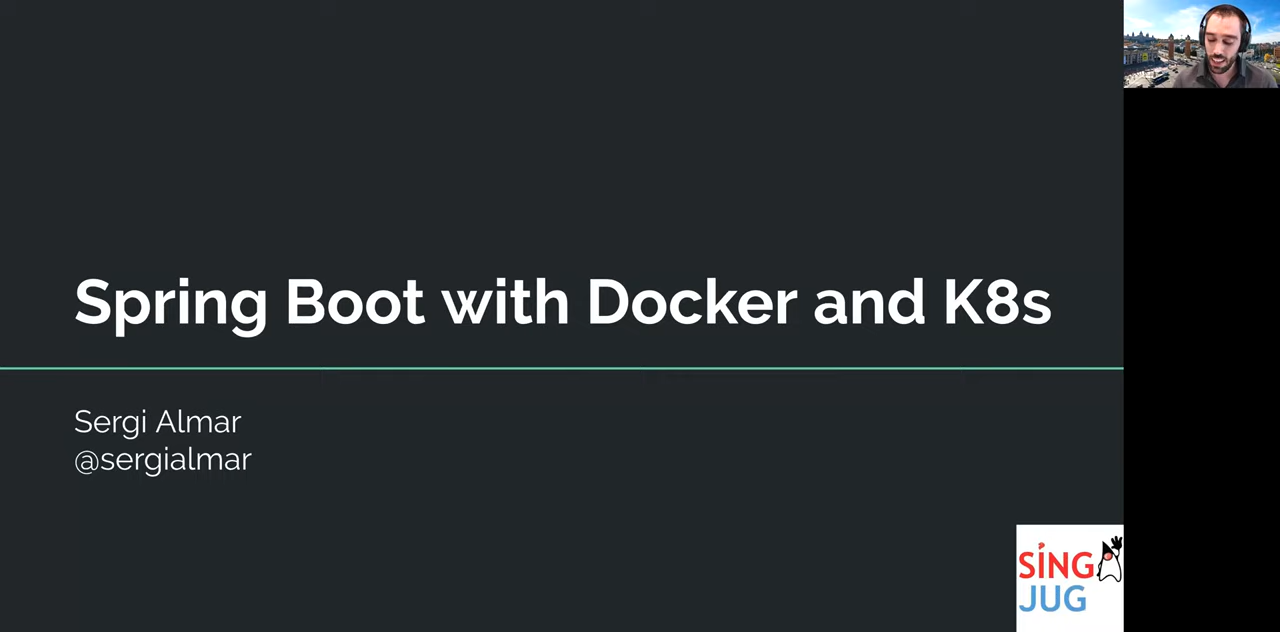 Spring Boot with Docker and K8s
Sergi Almar
@sergialmar
SING
JUG